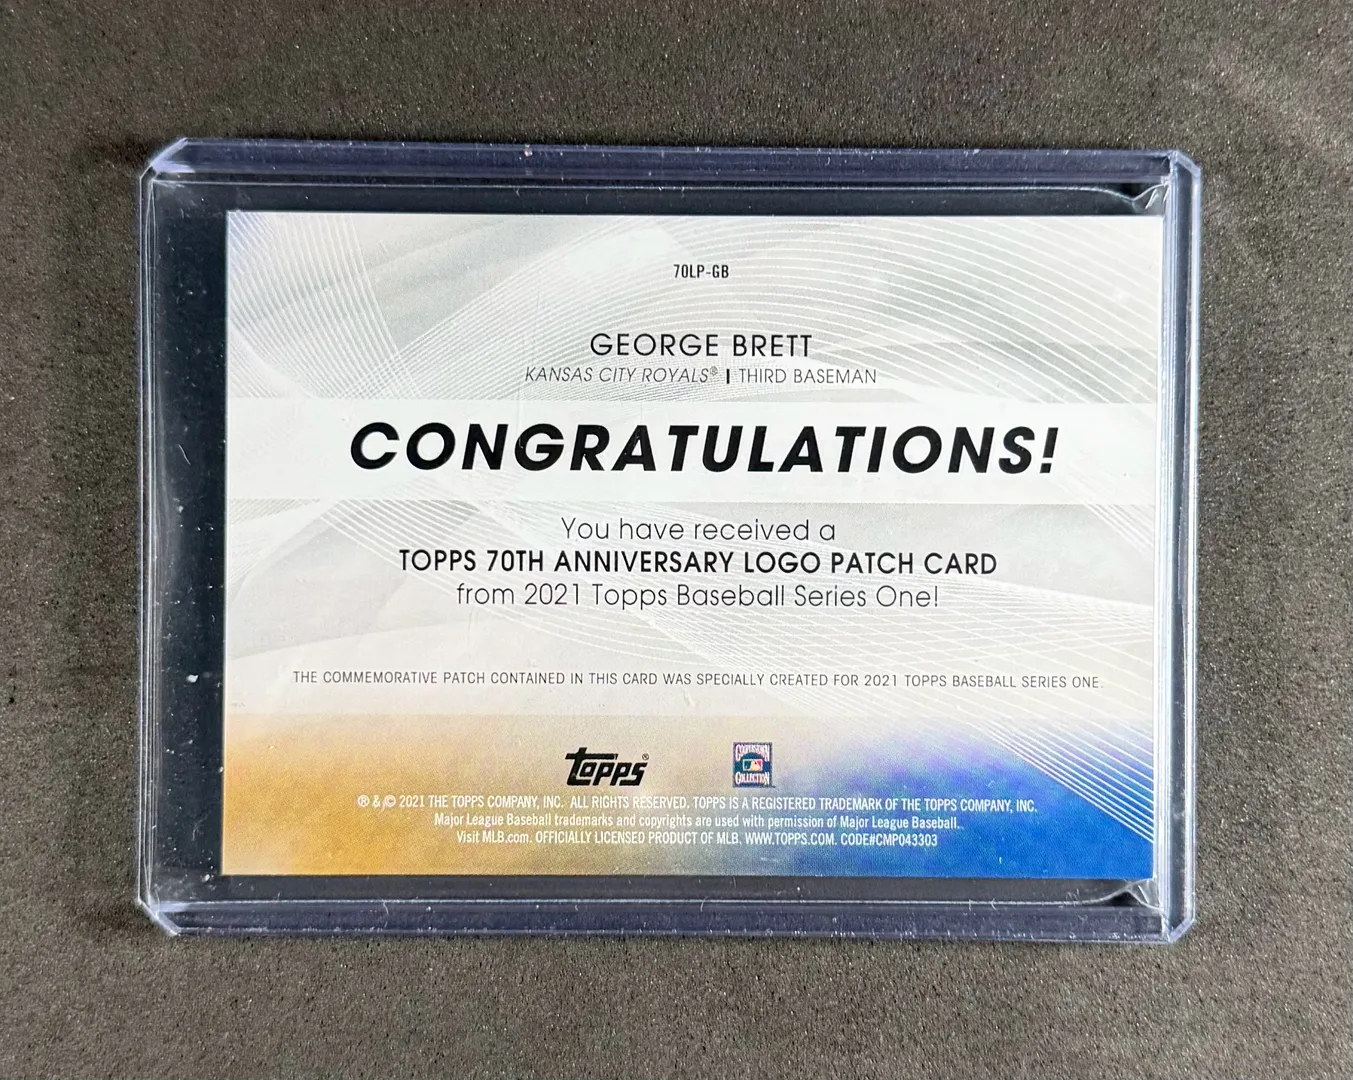 70LP-GB
GEORGE BRETT
KANSAS CITY ROYALS® | THIRD BASEMAN
CONGRATULATIONS!
You have received a
TOPPS 70TH ANNIVERSARY LOGO PATCH CARD
from 2021 Topps Baseball Series One!
THE COMMEMORATIVE PATCH CONTAINED IN THIS CARD WAS SPECIALLY CREATED FOR 2021 TOPPS BASEBALL SERIES ONE.
Topps®
COOPERSTOWN
COLLECTION
® & © 2021 THE TOPPS COMPANY, INC. ALL RIGHTS RESERVED. TOPPS IS A REGISTERED TRADEMARK OF THE TOPPS COMPANY, INC.
Major League Baseball trademarks and copyrights are used with permission of Major League Baseball.
Visit MLB.com. OFFICIALLY LICENSED PRODUCT OF MLB. WWW.TOPPS.COM. CODE#CMP043303